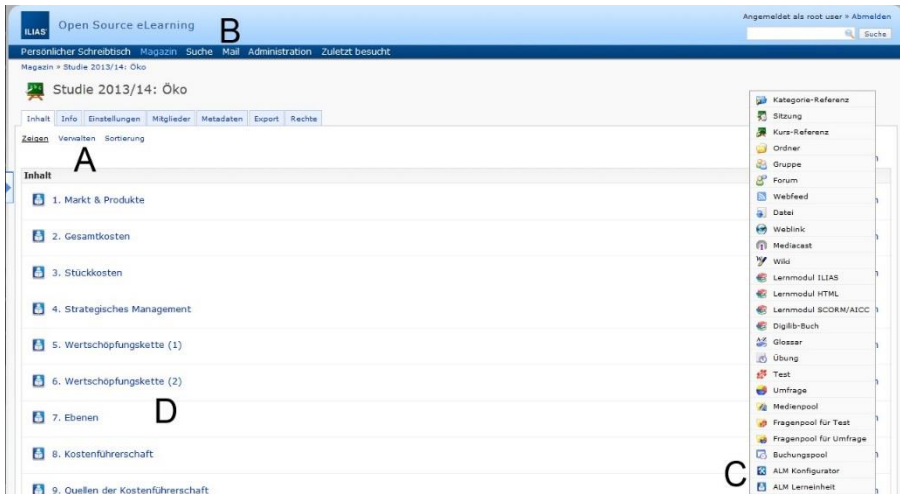 Angemeldet als root user » Abmelden
ILIAS Open Source eLearning
B
Suche
Persönlicher Schreibtisch Magazin Suche Mail Administration Zuletzt besucht
Magazin » Studie 2013/14: Öko
Studie 2013/14: Öko
Inhalt Info Einstellungen Mitglieder Metadaten Export Rechte
Zeigen Verwalten Sortierung
A
Inhalt
1. Markt & Produkte
2. Gesamtkosten
3. Stückkosten
4. Strategisches Management
5. Wertschöpfungskette (1)
6. Wertschöpfungskette (2)
7. Ebenen
D
8. Kostenführerschaft
9. Quellen der Kostenführerschaft
Kategorie-Referenz
Sitzung
Kurs-Referenz
Ordner
Gruppe
Forum
Webfeed
Datei
Weblink
Mediacast
Wiki
Lernmodul ILIAS
Lernmodul HTML
Lernmodul SCORM/AICC
Digilib-Buch
Glossar
Übung
Test
Umfrage
Medienpool
Fragenpool für Test
Fragenpool für Umfrage
Buchungspool
C
ALM Konfigurator
ALM Lerneinheit